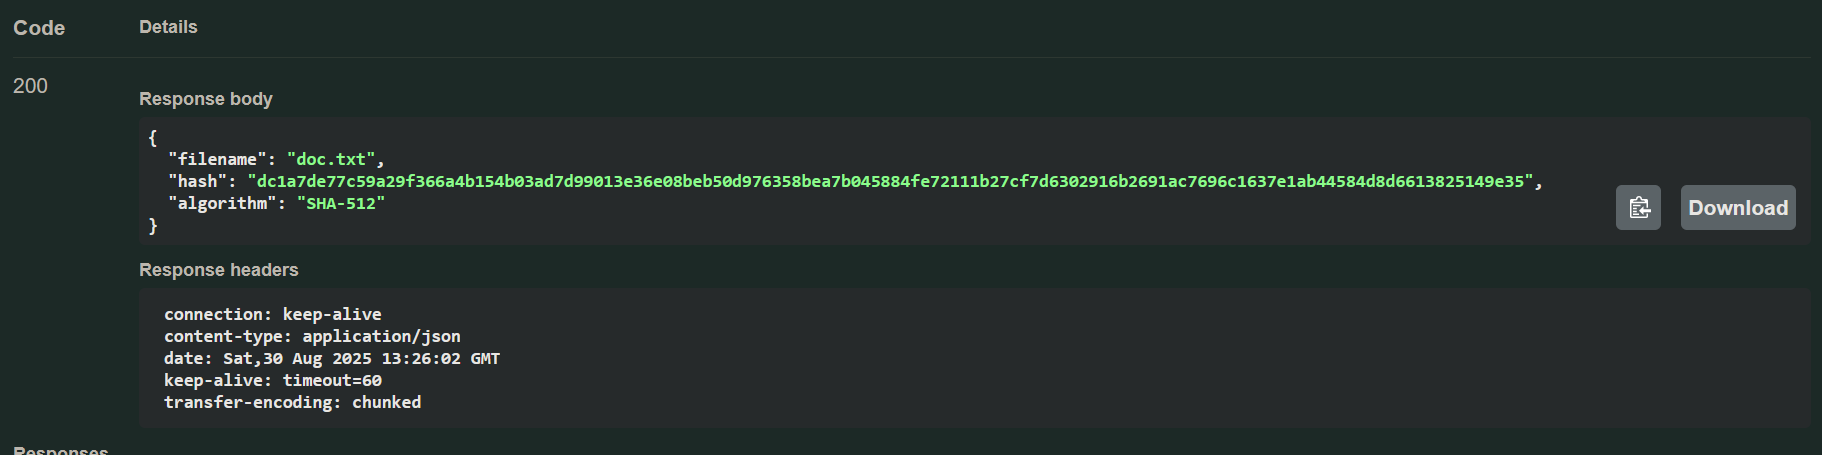 Code Details
200
Response body
{
  "filename": "doc.txt",
  "hash": "dc1a7de77c59a29f366a4b154b03ad7d99013e36e08beb50d976358bea7b045884fe72111b27cf7d6302916b2691ac7696c1637e1ab44584d8d6613825149e35",
  "algorithm": "SHA-512"
}
Download
Response headers
connection: keep-alive
content-type: application/json
date: Sat,30 Aug 2025 13:26:02 GMT
keep-alive: timeout=60
transfer-encoding: chunked
Responses